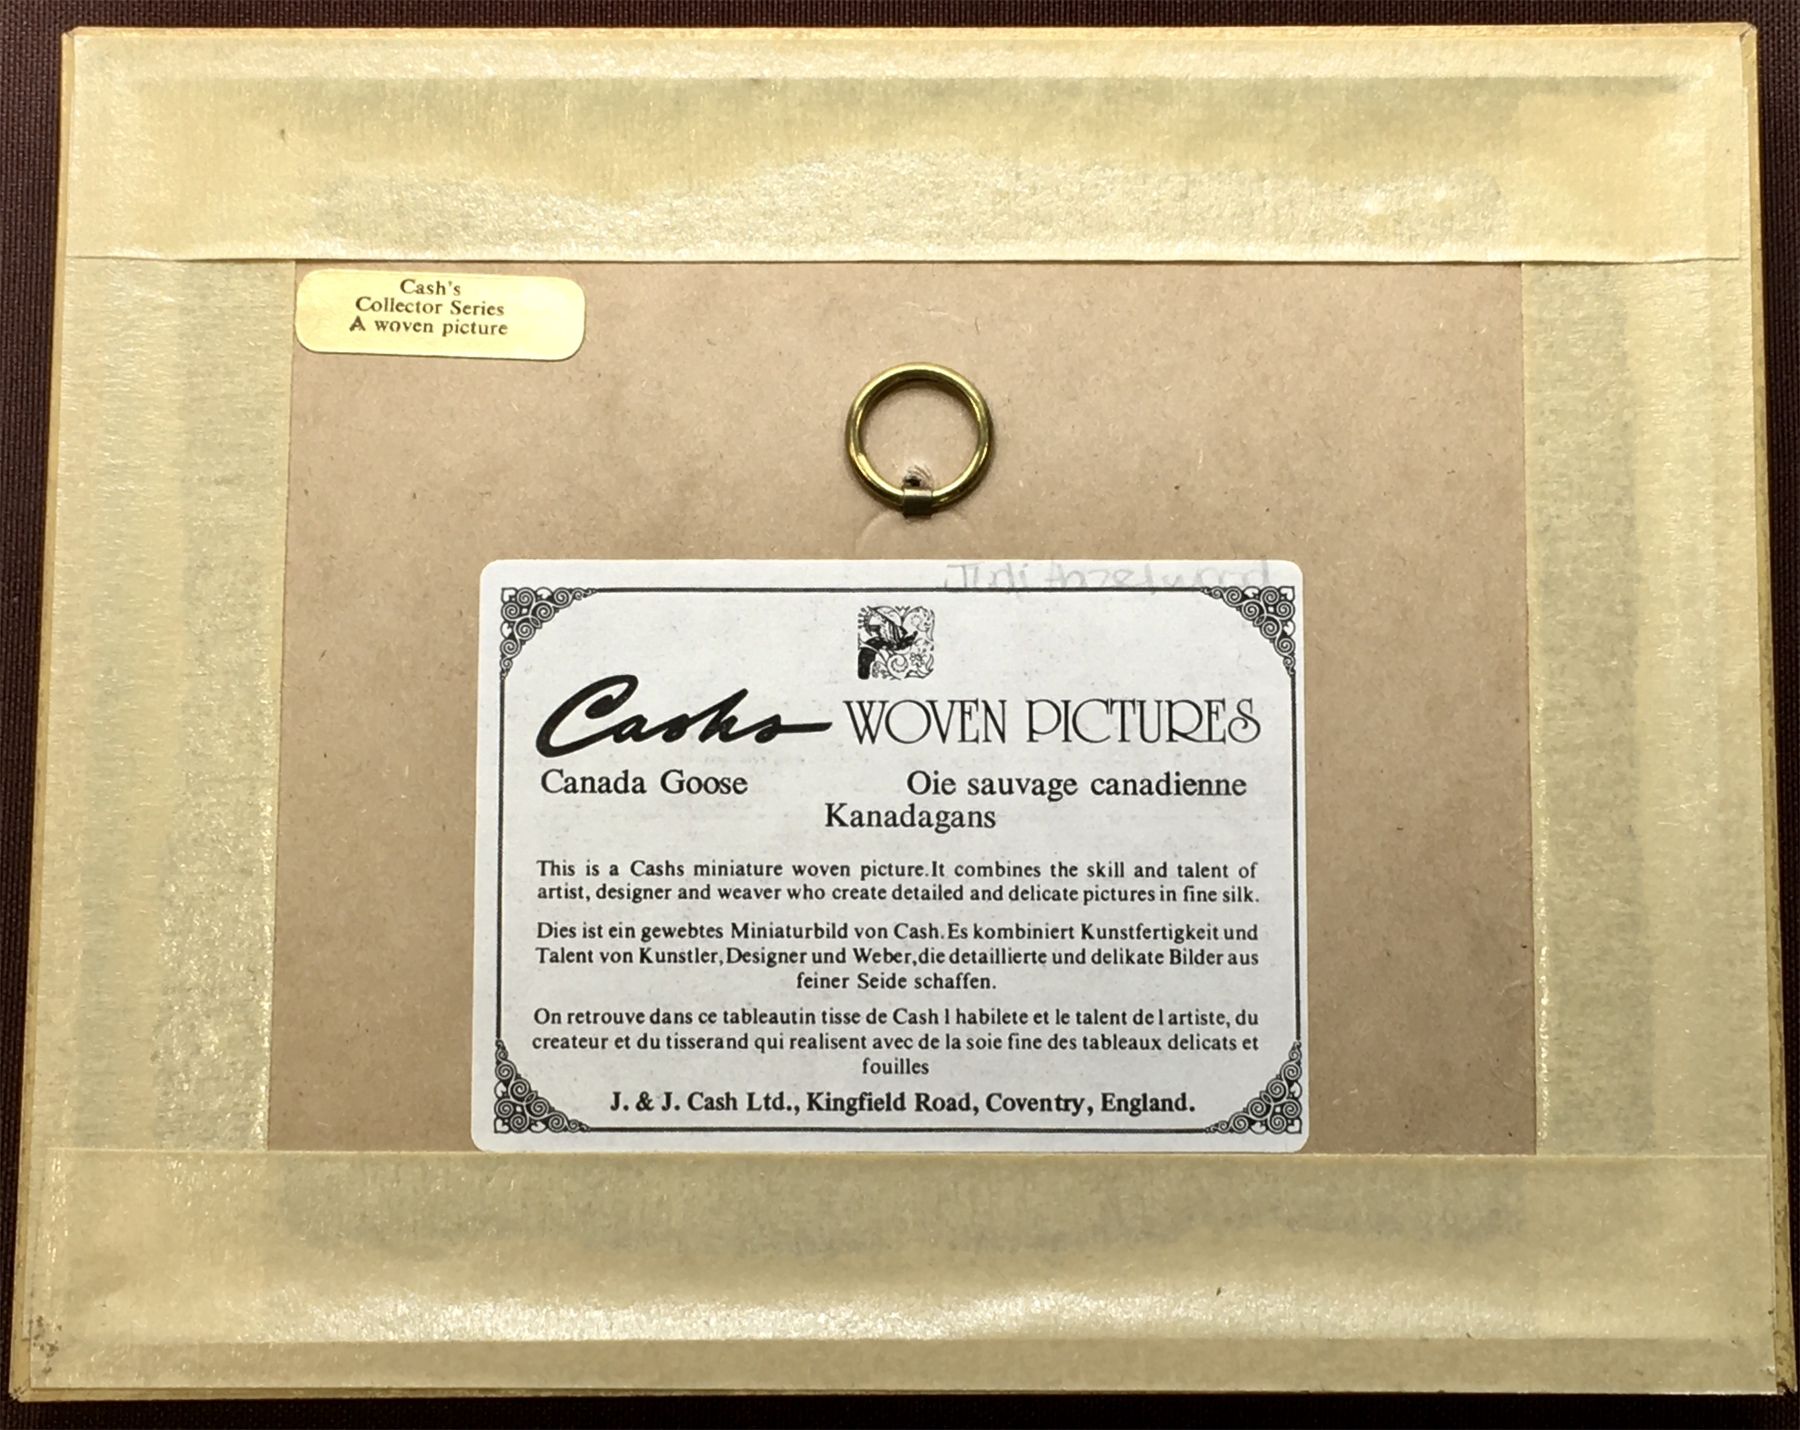 Cash's
Collector Series
A woven picture
Cashs WOVEN PICTURES
Canada Goose Oie sauvage canadienne
Kanadagans
This is a Cashs miniature woven picture.It combines the skill and talent of
artist, designer and weaver who create detailed and delicate pictures in fine silk.
Dies ist ein gewebtes Miniaturbild von Cash.Es kombiniert Kunstfertigkeit und
Talent von Kunstler,Designer und Weber,die detaillierte und delikate Bilder aus
feiner Seide schaffen.
On retrouve dans ce tableautin tisse de Cash l habilete et le talent de l artiste, du
createur et du tisserand qui realisent avec de la soie fine des tableaux delicats et
fouilles
J. & J. Cash Ltd., Kingfield Road, Coventry, England.